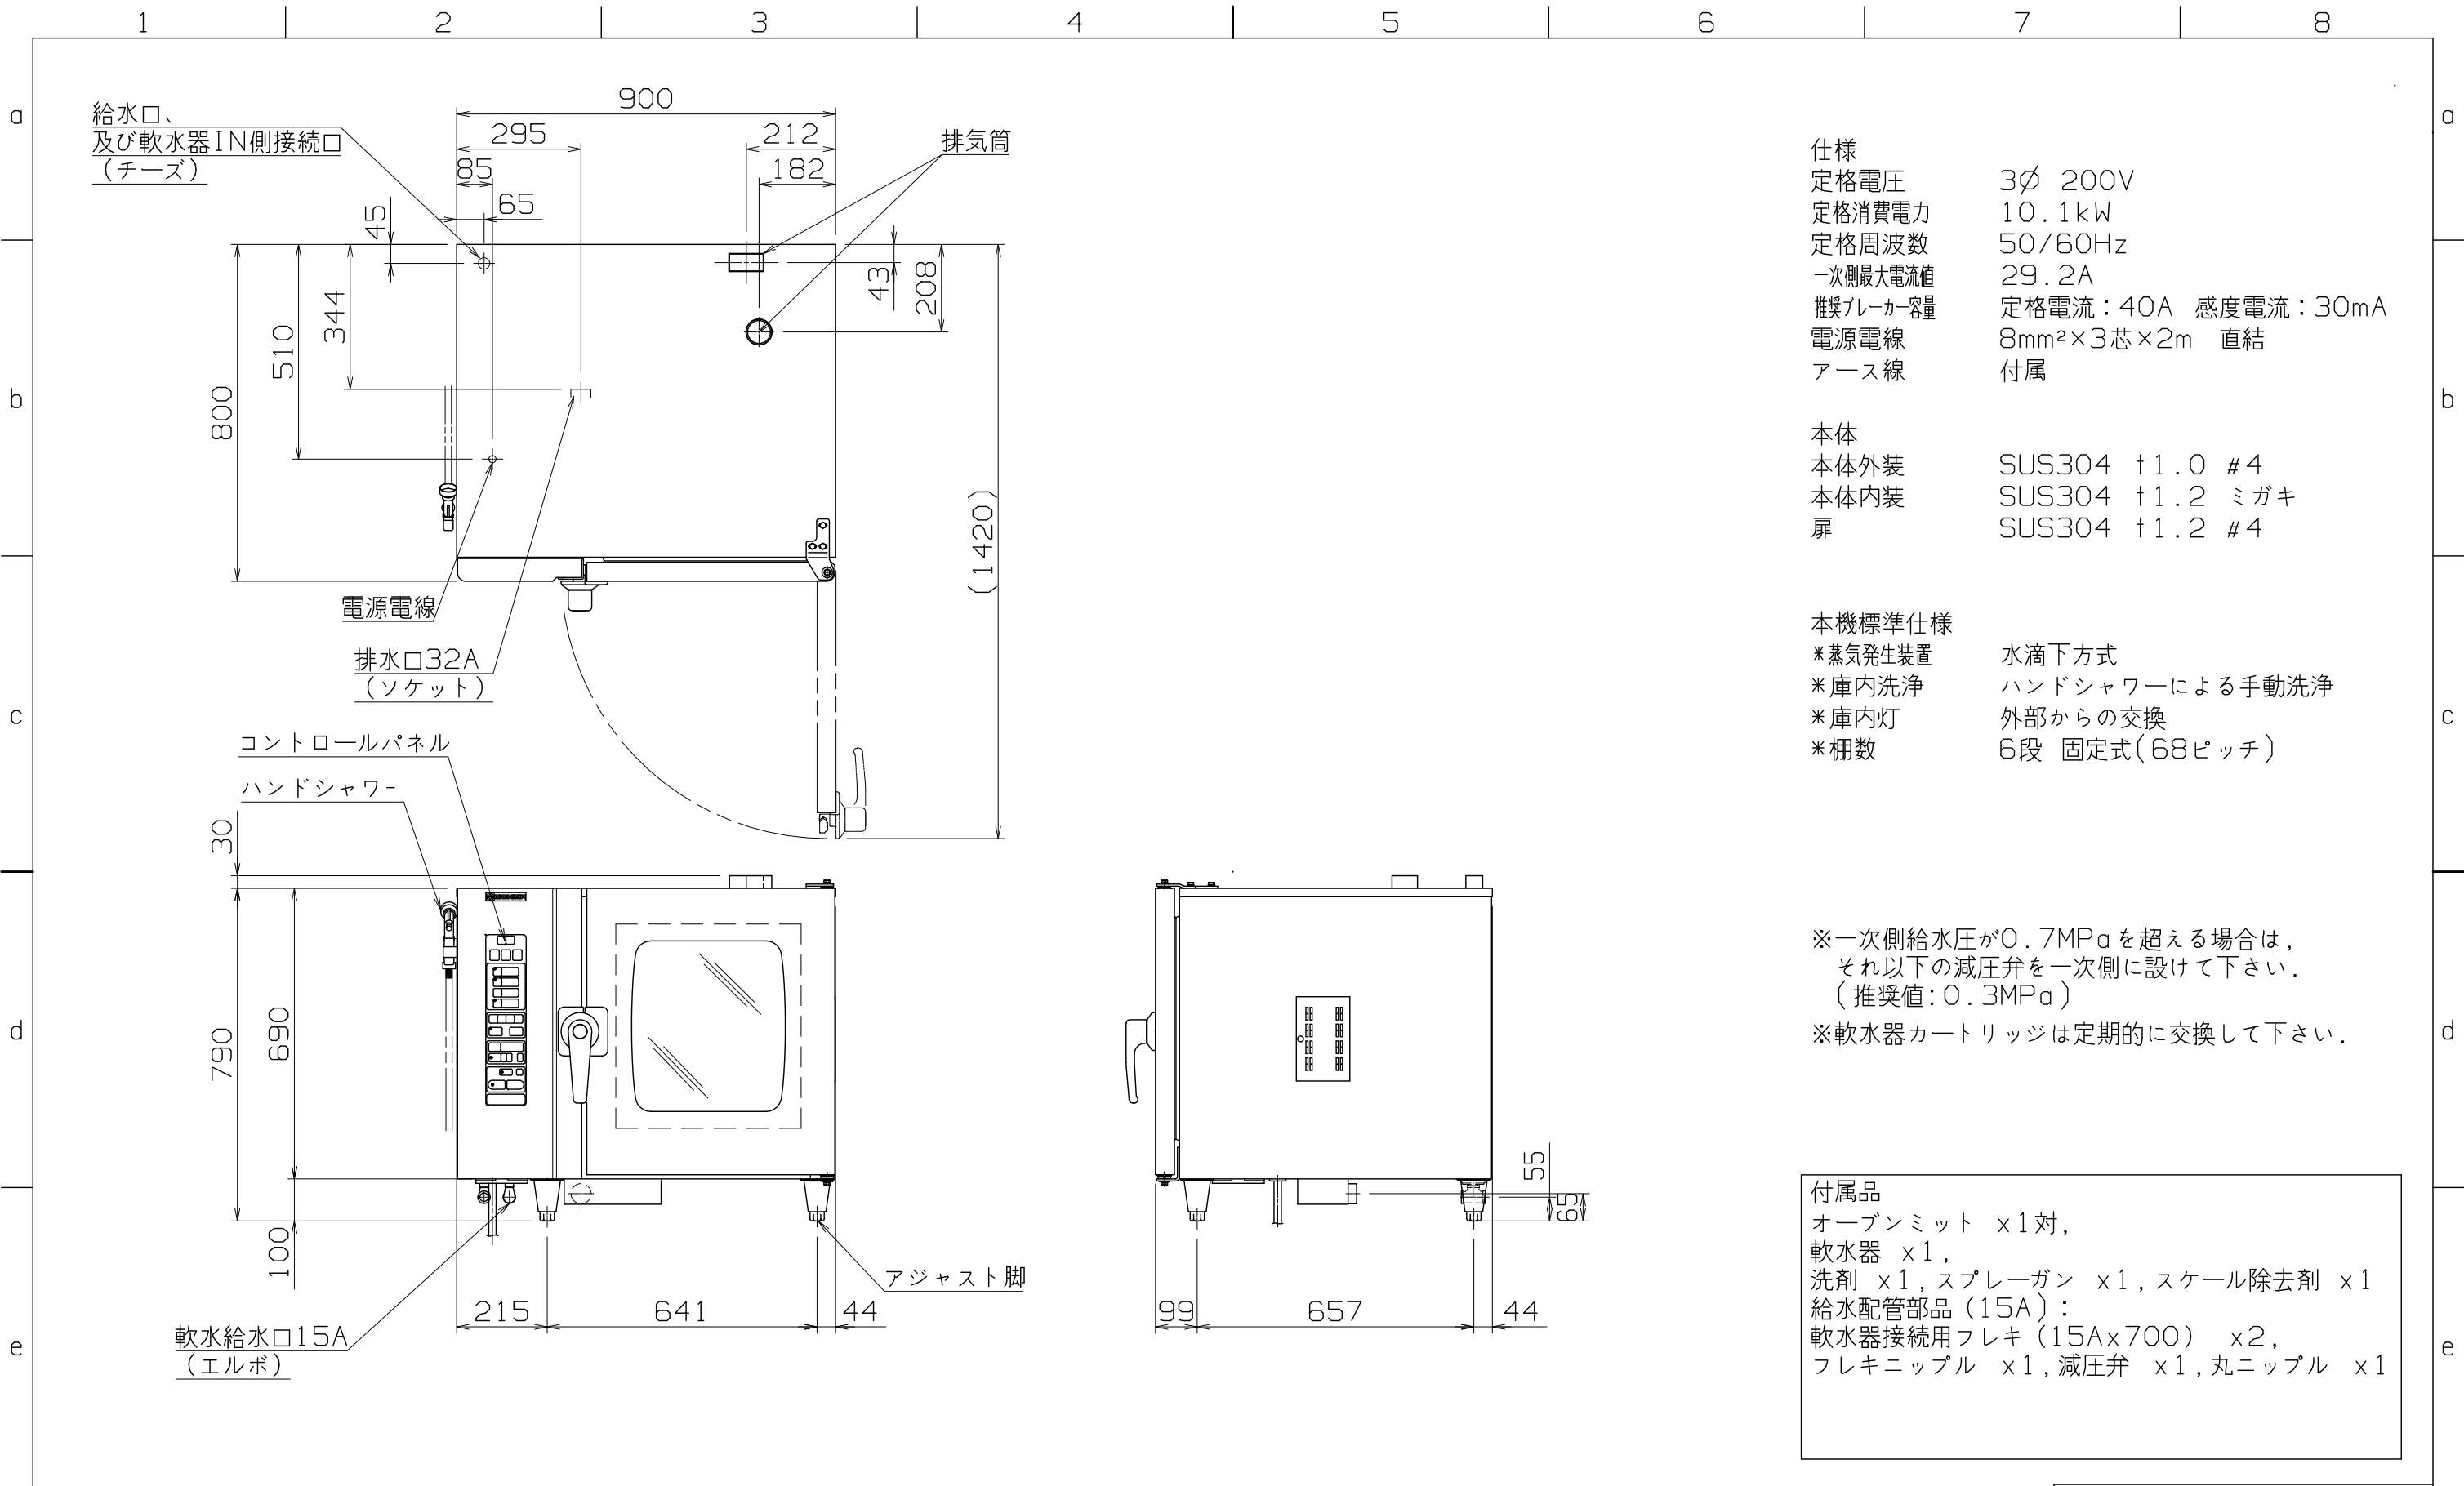 1 2 3 4 5 6 7 8
a
b
c
d
e
a
b
c
d
e
給水口、
及び軟水器IN側接続口
(チーズ)
900
295
212
85
182
65
45
排気筒
43
208
344
510
800
(1420)
電源電線
排水口32A
(ソケット)
コントロールパネル
ハンドシャワー
30
790
690
100
215
641
44
アジャスト脚
軟水給水口15A
(エルボ)
55
65
99
657
44
仕様
定格電圧 3∅ 200V
定格消費電力 10.1kW
定格周波数 50/60Hz
一次側最大電流値 29.2A
推奨ブレーカー容量 定格電流:40A 感度電流:30mA
電源電線 8mm²×3芯×2m 直結
アース線 付属
本体
本体外装 SUS304 t1.0 #4
本体内装 SUS304 t1.2 ミガキ
扉 SUS304 t1.2 #4
本機標準仕様
*蒸気発生装置 水滴下方式
*庫内洗浄 ハンドシャワーによる手動洗浄
*庫内灯 外部からの交換
*棚数 6段 固定式(68ピッチ)
※一次側給水圧が0.7MPaを超える場合は,
それ以下の減圧弁を一次側に設けて下さい.
(推奨値:0.3MPa)
※軟水器カートリッジは定期的に交換して下さい.
付属品
オーブンミット x1対,
軟水器 x1,
洗剤 x1,スプレーガン x1,スケール除去剤 x1
給水配管部品(15A):
軟水器接続用フレキ(15Ax700) x2,
フレキニップル x1,減圧弁 x1,丸ニップル x1